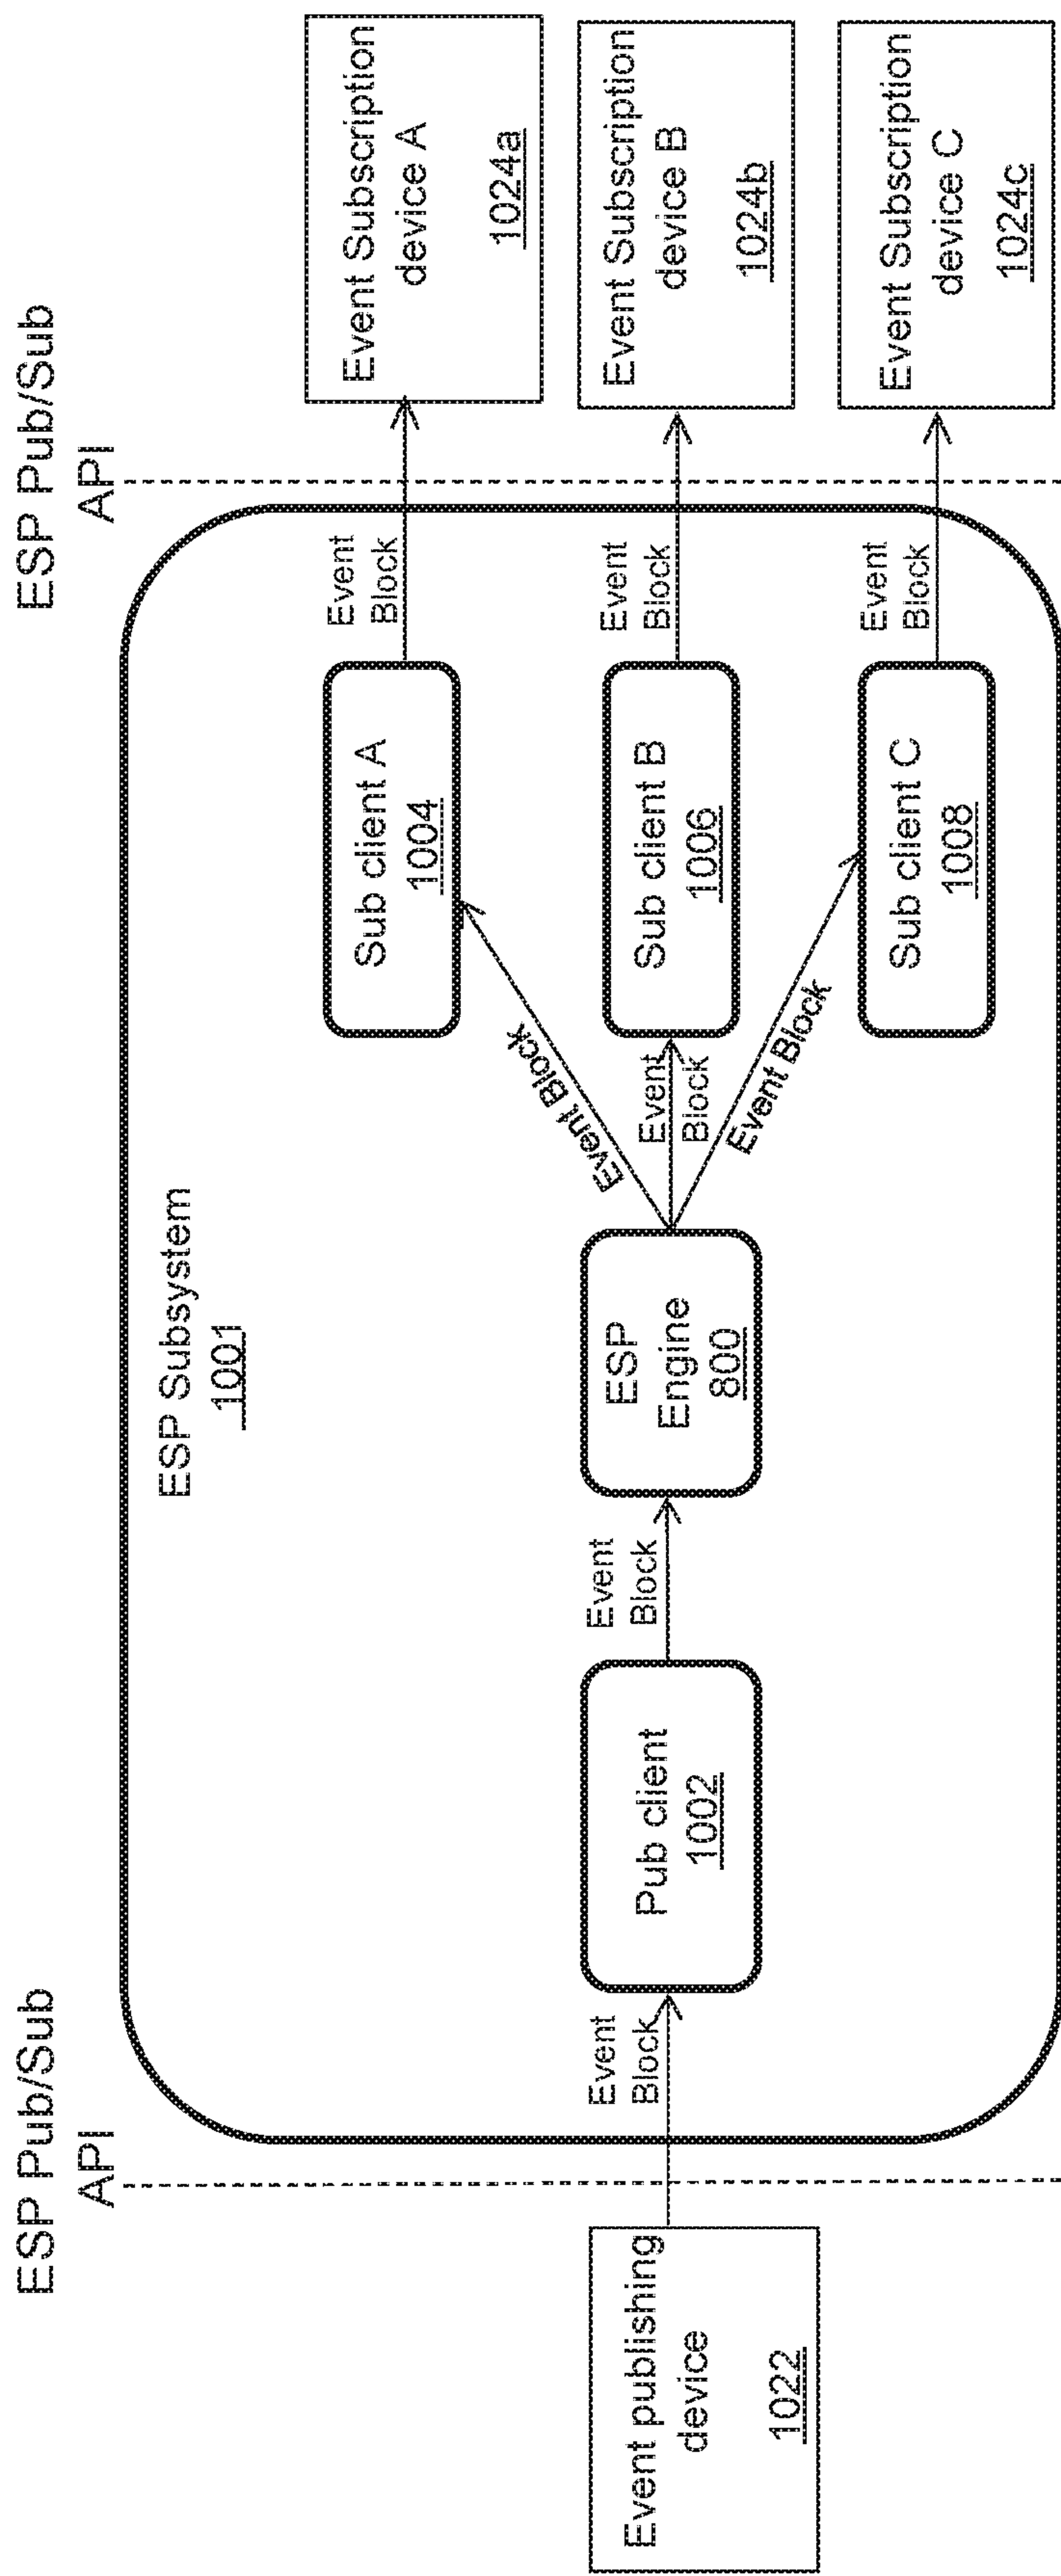 ESP Pub/Sub
API
ESP Pub/Sub
API
ESP Subsystem
1001
Event publishing
device
1022
Event
Block
Pub client
1002
Event
Block
ESP
Engine
800
Event Block
Event
Block
Event Block
Sub client A
1004
Sub client B
1006
Sub client C
1008
Event
Block
Event
Block
Event
Block
Event Subscription
device A
1024a
Event Subscription
device B
1024b
Event Subscription
device C
1024c